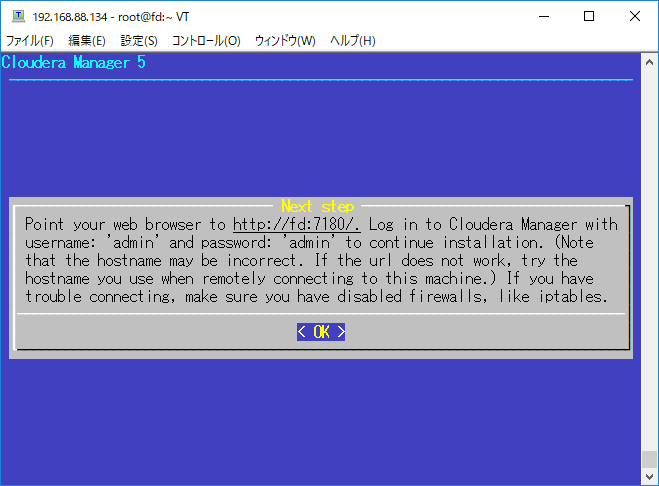 192.168.88.134 - root@fd:~ VT
ファイル(F) 編集(E) 設定(S) コントロール(O) ウィンドウ(W) ヘルプ(H)
Cloudera Manager 5
Next step
Point your web browser to http://fd:7180/. Log in to Cloudera Manager with
username: 'admin' and password: 'admin' to continue installation. (Note
that the hostname may be incorrect. If the url does not work, try the
hostname you use when remotely connecting to this machine.) If you have
trouble connecting, make sure you have disabled firewalls, like iptables.
< OK >